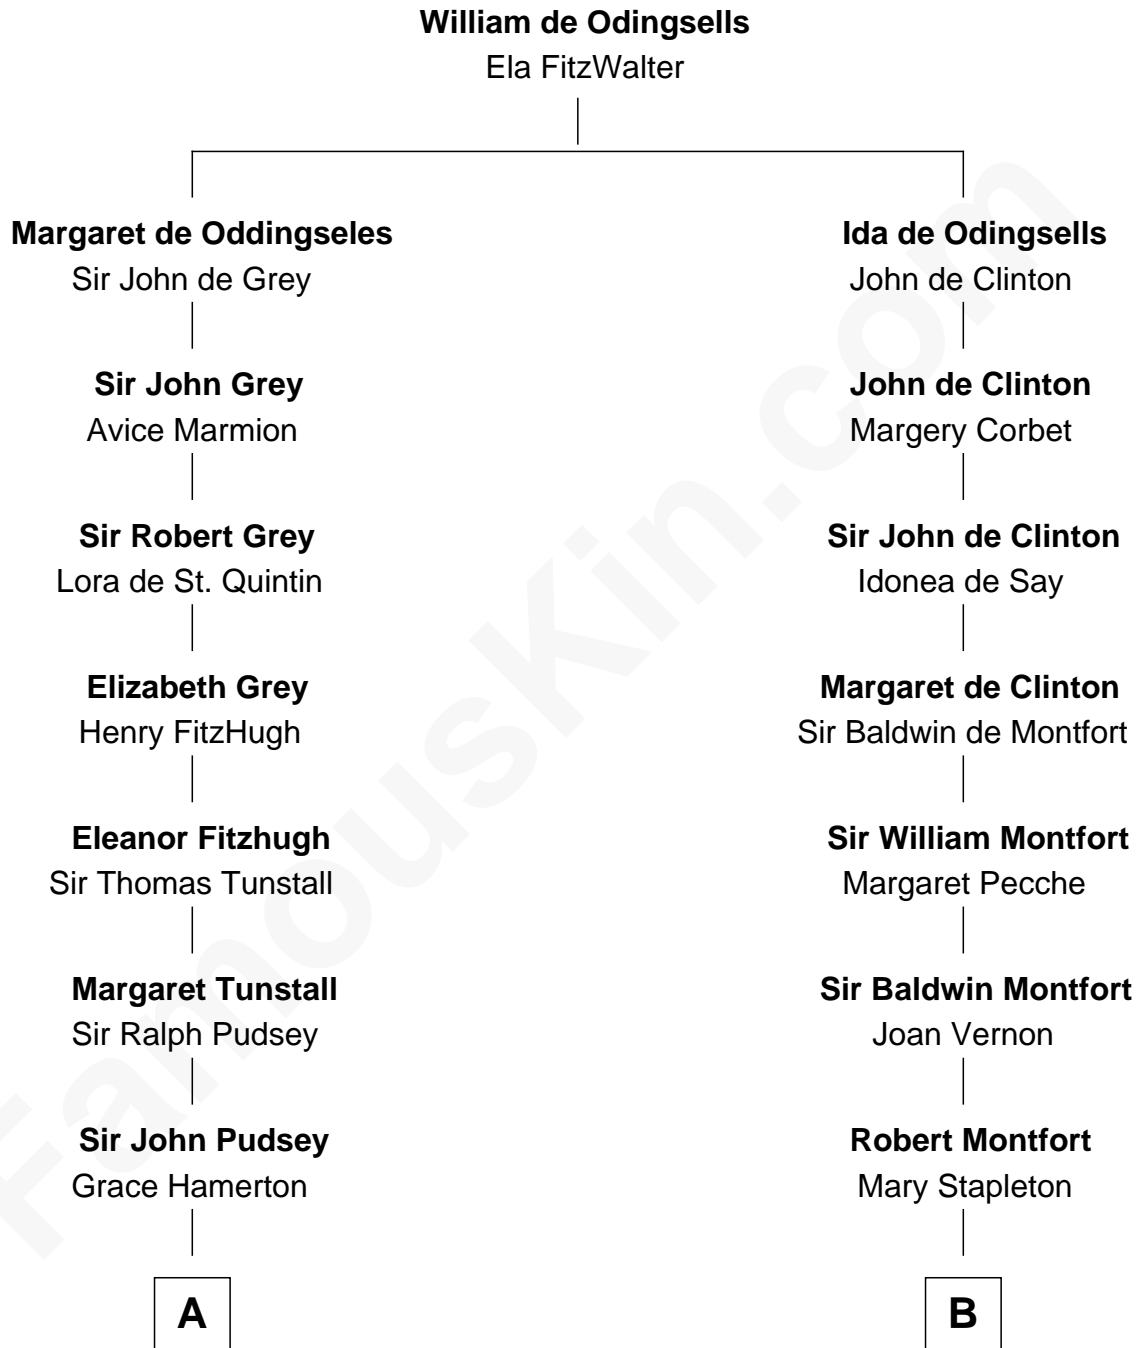 William de Odingsells
Ela FitzWalter
Margaret de Oddingseles
Sir John de Grey
Ida de Odingsells
John de Clinton
Sir John Grey
Avice Marmion
John de Clinton
Margery Corbet
Sir Robert Grey
Lora de St. Quintin
Sir John de Clinton
Idonea de Say
Elizabeth Grey
Henry FitzHugh
Margaret de Clinton
Sir Baldwin de Montfort
Eleanor Fitzhugh
Sir Thomas Tunstall
Sir William Montfort
Margaret Pecche
Margaret Tunstall
Sir Ralph Pudsey
Sir Baldwin Montfort
Joan Vernon
Sir John Pudsey
Grace Hamerton
Robert Montfort
Mary Stapleton
A
B
FamousKin.com